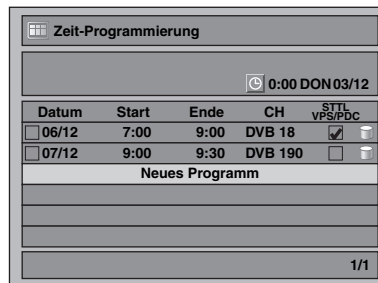 Zeit-Programmierung
0:00 DON 03/12
Datum Start Ende CH STTL VPS/PDC
06/12 7:00 9:00 DVB 18
07/12 9:00 9:30 DVB 190
Neues Programm
1/1